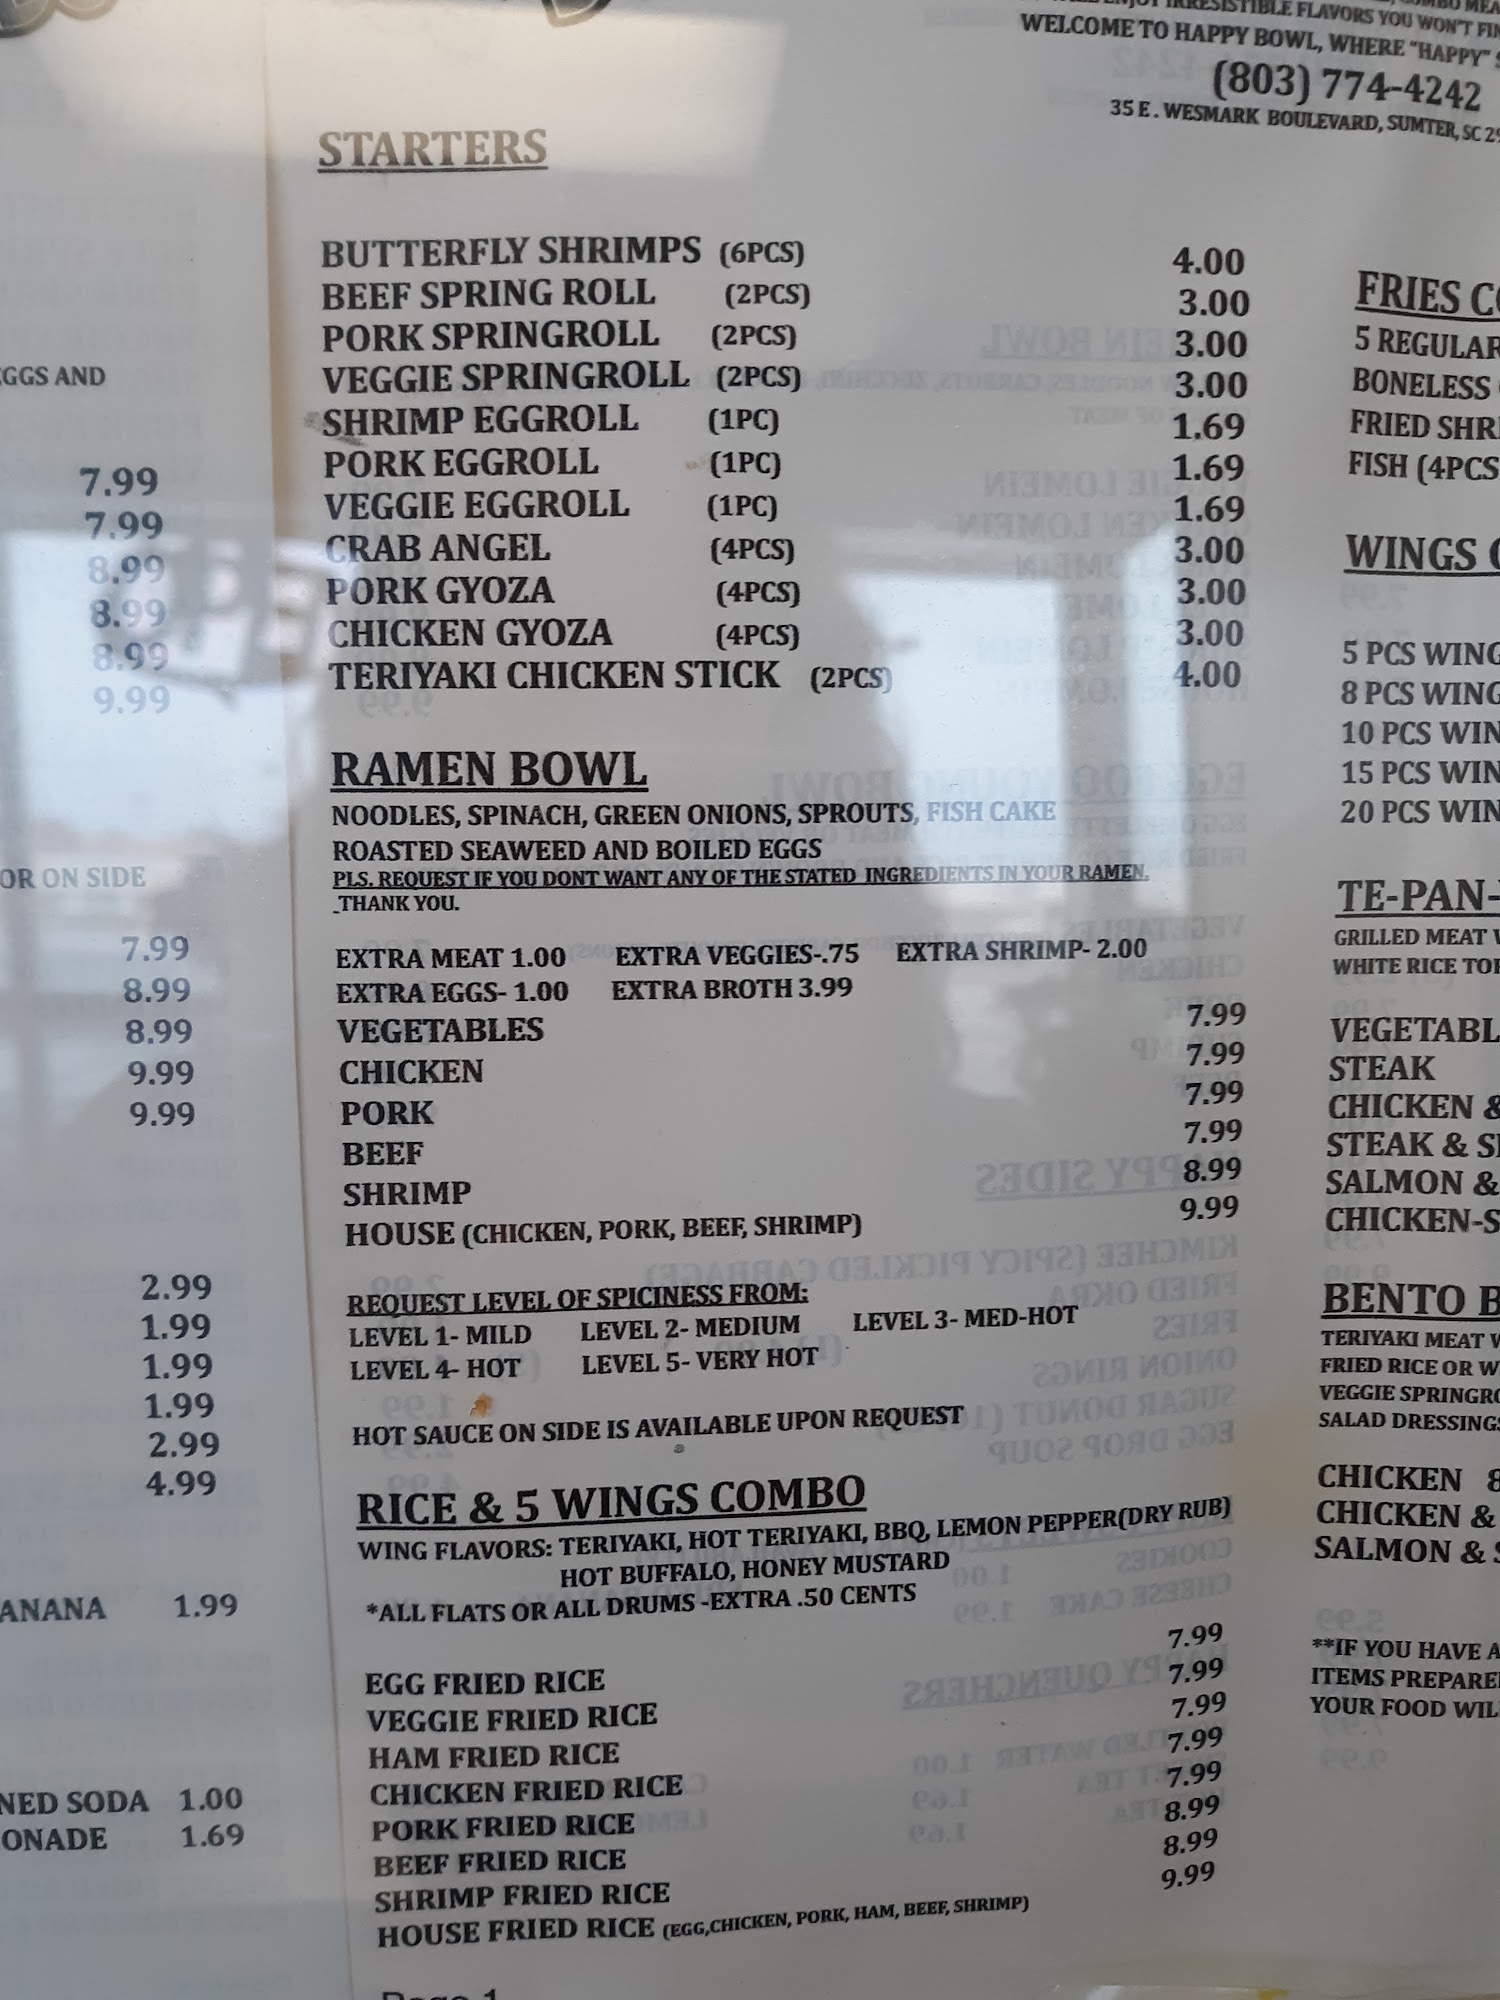 IRRESISTIBLE FLAVORS YOU WON'T
WELCOME TO HAPPY BOWL, WHERE "HAPPY"
(803) 774-4242
35 E. WESMARK BOULEVARD, SUMTER, SC
STARTERS
BUTTERFLY SHRIMPS (6PCS) 4.00
BEEF SPRING ROLL (2PCS) 3.00
PORK SPRINGROLL (2PCS) 3.00
VEGGIE SPRINGROLL (2PCS) 3.00
SHRIMP EGGROLL (1PC) 1.69
PORK EGGROLL (1PC) 1.69
VEGGIE EGGROLL (1PC) 1.69
CRAB ANGEL (4PCS) 3.00
PORK GYOZA (4PCS) 3.00
CHICKEN GYOZA (4PCS) 3.00
TERIYAKI CHICKEN STICK (2PCS) 4.00
RAMEN BOWL
NOODLES, SPINACH, GREEN ONIONS, SPROUTS, FISH CAKE
ROASTED SEAWEED AND BOILED EGGS
PLS. REQUEST IF YOU DONT WANT ANY OF THE STATED INGREDIENTS IN YOUR RAMEN.
THANK YOU.
EXTRA MEAT 1.00 EXTRA VEGGIES-.75 EXTRA SHRIMP- 2.00
EXTRA EGGS- 1.00 EXTRA BROTH 3.99
VEGETABLES 7.99
CHICKEN 7.99
PORK 7.99
BEEF 7.99
SHRIMP 8.99
HOUSE (CHICKEN, PORK, BEEF, SHRIMP) 9.99
REQUEST LEVEL OF SPICINESS FROM:
LEVEL 1- MILD LEVEL 2- MEDIUM LEVEL 3- MED-HOT
LEVEL 4- HOT LEVEL 5- VERY HOT
HOT SAUCE ON SIDE IS AVAILABLE UPON REQUEST
RICE & 5 WINGS COMBO
WING FLAVORS: TERIYAKI, HOT TERIYAKI, BBQ, LEMON PEPPER(DRY RUB)
HOT BUFFALO, HONEY MUSTARD
*ALL FLATS OR ALL DRUMS -EXTRA .50 CENTS
EGG FRIED RICE 7.99
VEGGIE FRIED RICE 7.99
HAM FRIED RICE 7.99
CHICKEN FRIED RICE 7.99
PORK FRIED RICE 7.99
BEEF FRIED RICE 8.99
SHRIMP FRIED RICE 8.99
HOUSE FRIED RICE (EGG,CHICKEN, PORK, HAM, BEEF, SHRIMP) 9.99
Page 1
EGGS AND
7.99
7.99
8.99
8.99
8.99
9.99
OR ON SIDE
7.99
8.99
8.99
9.99
9.99
2.99
1.99
1.99
1.99
2.99
4.99
ANANA 1.99
NED SODA 1.00
ONADE 1.69
FRIES
5 REGULAR
BONELESS
FRIED
FISH (4PCS
WINGS
5 PCS WING
8 PCS WING
10 PCS WIN
15 PCS WIN
20 PCS WIN
TE-PAN-
GRILLED MEAT
WHITE RICE
VEGETABL
STEAK
CHICKEN &
STEAK &
SALMON &
CHICKEN-S
BENTO
TERIYAKI MEAT
FRIED RICE OR
VEGGIE SPRINGRO
SALAD DRESSINGS
CHICKEN
CHICKEN &
SALMON &
**IF YOU HAVE
ITEMS PREPARE
YOUR FOOD WIL